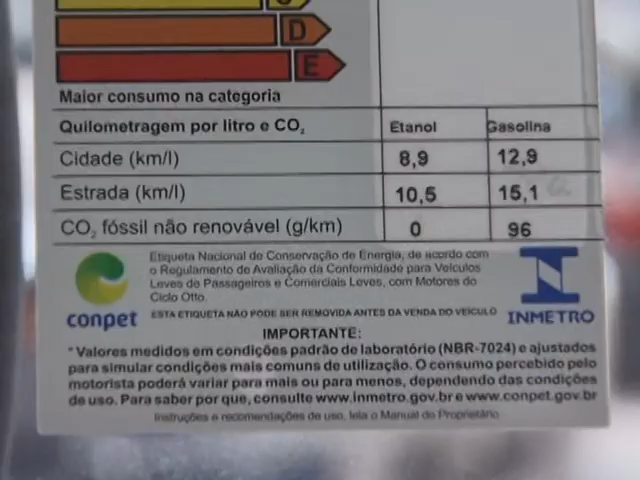 C
D
E
Maior consumo na categoria
Quilometragem por litro e CO₂ Etanol Gasolina
Cidade (km/l) 8,9 12,9
Estrada (km/l) 10,5 15,1
CO₂ fóssil não renovável (g/km) 0 96
Etiqueta Nacional de Conservação de Energia, de acordo com
o Regulamento de Avaliação da Conformidade para Veículos
Leves de Passageiros e Comerciais Leves, com Motores do
Ciclo Otto.
ESTA ETIQUETA NÃO PODE SER REMOVIDA ANTES DA VENDA DO VEÍCULO
conpet
INMETRO
IMPORTANTE:
* Valores medidos em condições padrão de laboratório (NBR-7024) e ajustados
para simular condições mais comuns de utilização. O consumo percebido pelo
motorista poderá variar para mais ou para menos, dependendo das condições
de uso. Para saber por que, consulte www.inmetro.gov.br e www.conpet.gov.br
Instruções e recomendações de uso, leia o Manual do Proprietário